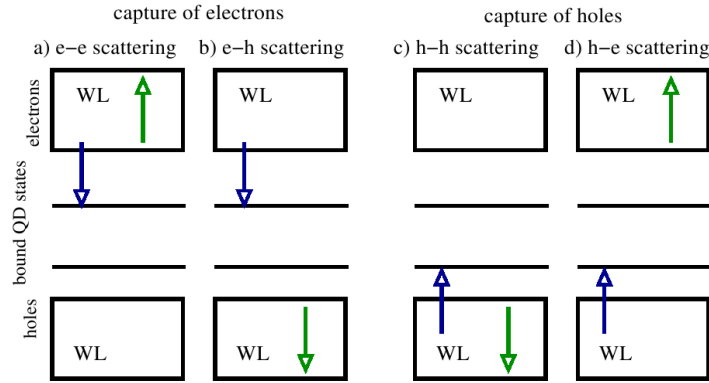 capture of electrons
capture of holes
a) e−e scattering
b) e−h scattering
c) h−h scattering
d) h−e scattering
electrons
WL
WL
WL
WL
bound QD states
holes
WL
WL
WL
WL